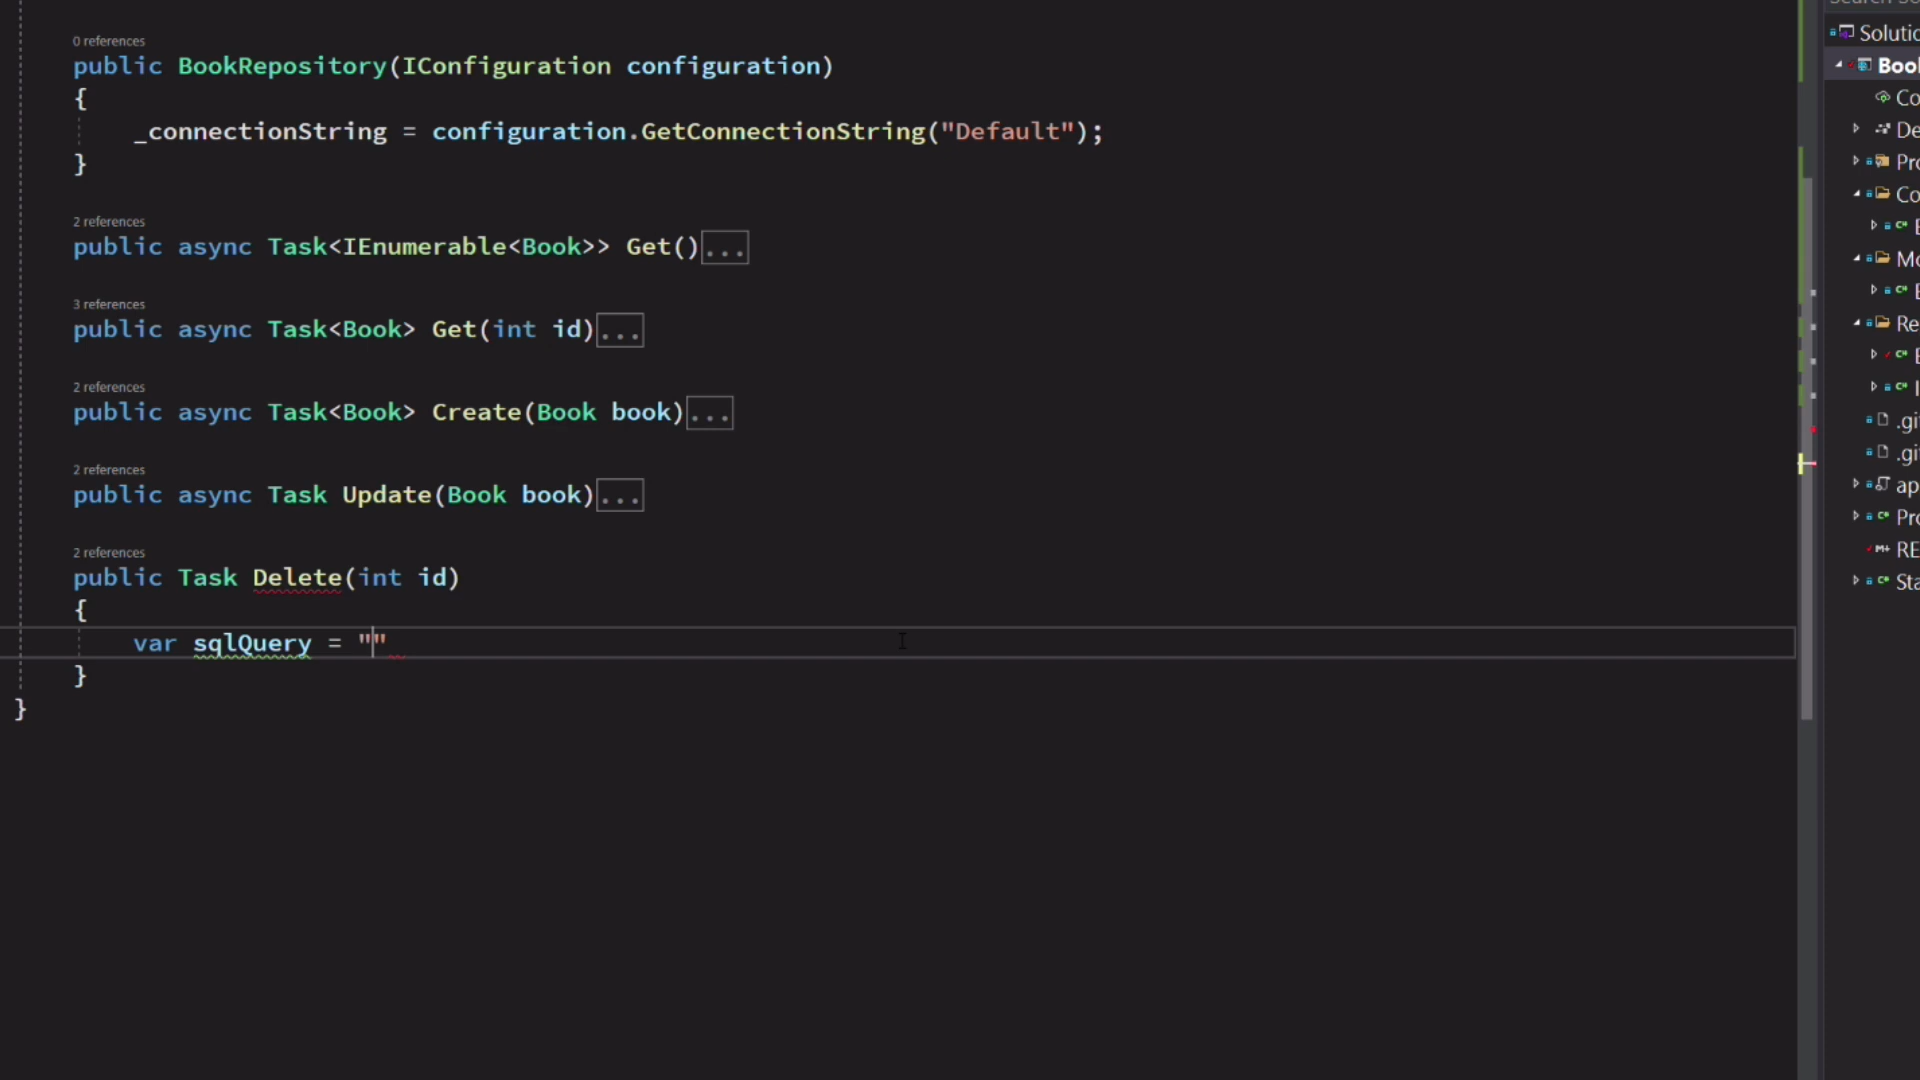 0 references
public BookRepository(IConfiguration configuration)
{
_connectionString = configuration.GetConnectionString("Default");
}
2 references
public async Task<IEnumerable<Book>> Get()...
3 references
public async Task<Book> Get(int id)...
2 references
public async Task<Book> Create(Book book)...
2 references
public async Task Update(Book book)...
2 references
public Task Delete(int id)
{
var sqlQuery = ""
}
}
Solutio
Boo
Co
De
Pro
Co
Mo
Re
.gi
.gi
ap
Pro
RE
Sta